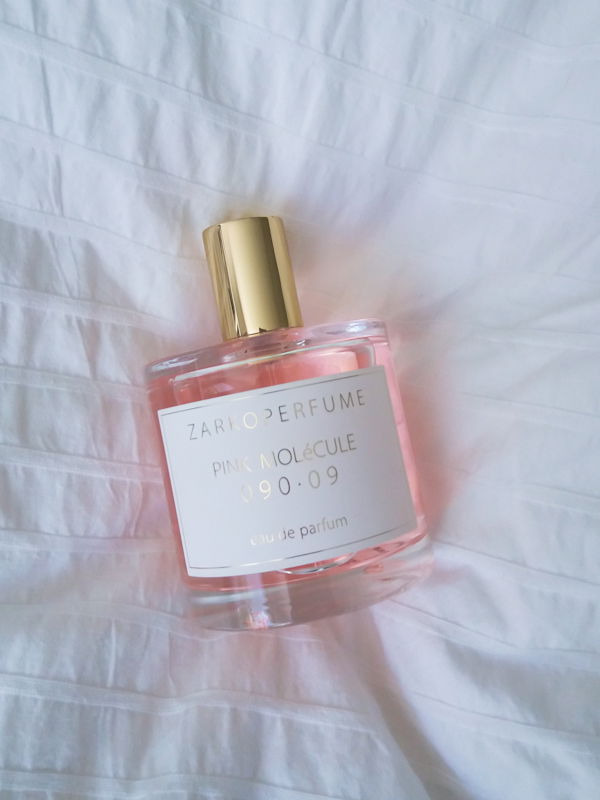 ZARKOPERFUME
PINK MOLéCULE
090·09
eau de parfum